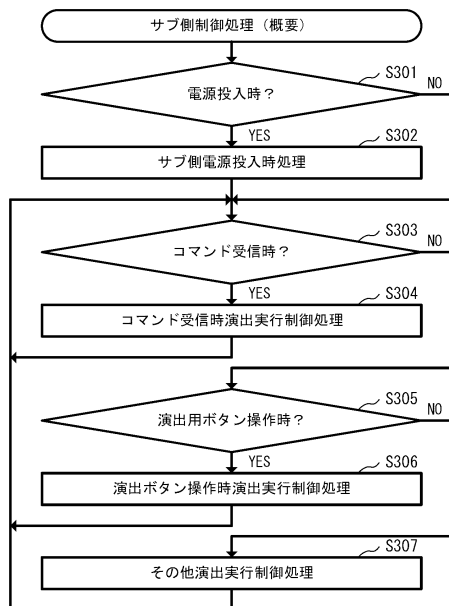 サブ側制御処理（概要）
S301
電源投入時？
NO
YES
S302
サブ側電源投入時処理
S303
コマンド受信時？
NO
YES
S304
コマンド受信時演出実行制御処理
S305
演出用ボタン操作時？
NO
YES
S306
演出ボタン操作時演出実行制御処理
S307
その他演出実行制御処理